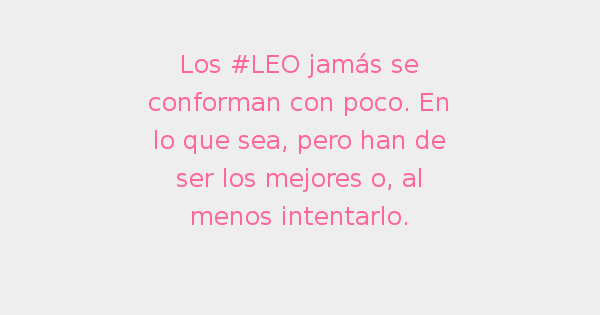 Los #LEO jamás se
conforman con poco. En
lo que sea, pero han de
ser los mejores o, al
menos intentarlo.